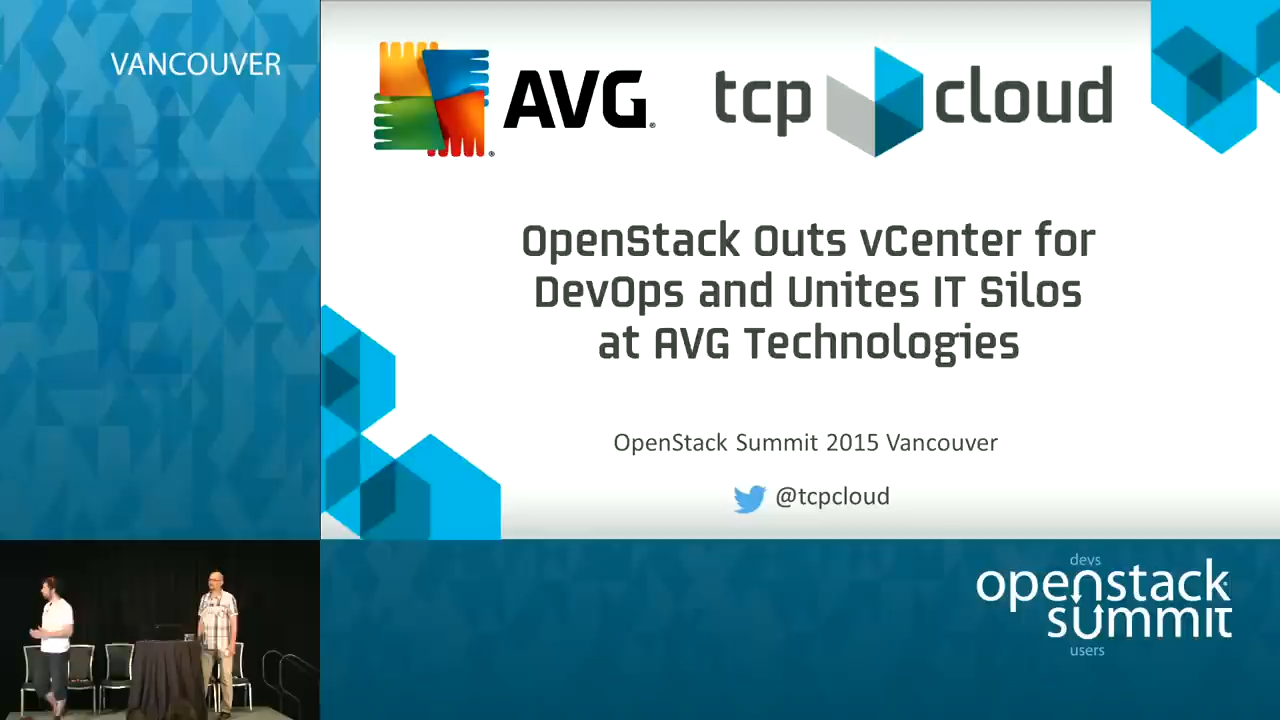 VANCOUVER
AVG®
tcp cloud
OpenStack Outs vCenter for
DevOps and Unites IT Silos
at AVG Technologies
OpenStack Summit 2015 Vancouver
@tcpcloud
devs
openstack
summit
users